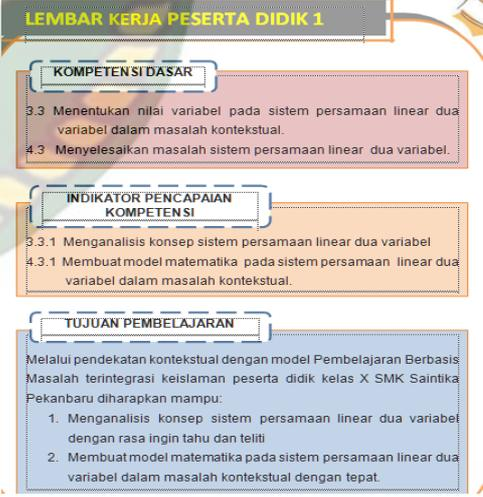 LEMBAR KERJA PESERTA DIDIK 1
KOMPETENSI DASAR
3.3 Menentukan nilai variabel pada sistem persamaan linear dua
variabel dalam masalah kontekstual.
4.3 Menyelesaikan masalah sistem persamaan linear dua variabel.
INDIKATOR PENCAPAIAN
KOMPETENSI
3.3.1 Menganalisis konsep sistem persamaan linear dua variabel
4.3.1 Membuat model matematika pada sistem persamaan linear dua
variabel dalam masalah kontekstual.
TUJUAN PEMBELAJARAN
Melalui pendekatan kontekstual dengan model Pembelajaran Berbasis
Masalah terintegrasi keislaman peserta didik kelas X SMK Saintika
Pekanbaru diharapkan mampu:
1. Menganalisis konsep sistem persamaan linear dua variabel
dengan rasa ingin tahu dan teliti
2. Membuat model matematika pada sistem persamaan linear dua
variabel dalam masalah kontekstual dengan tepat.